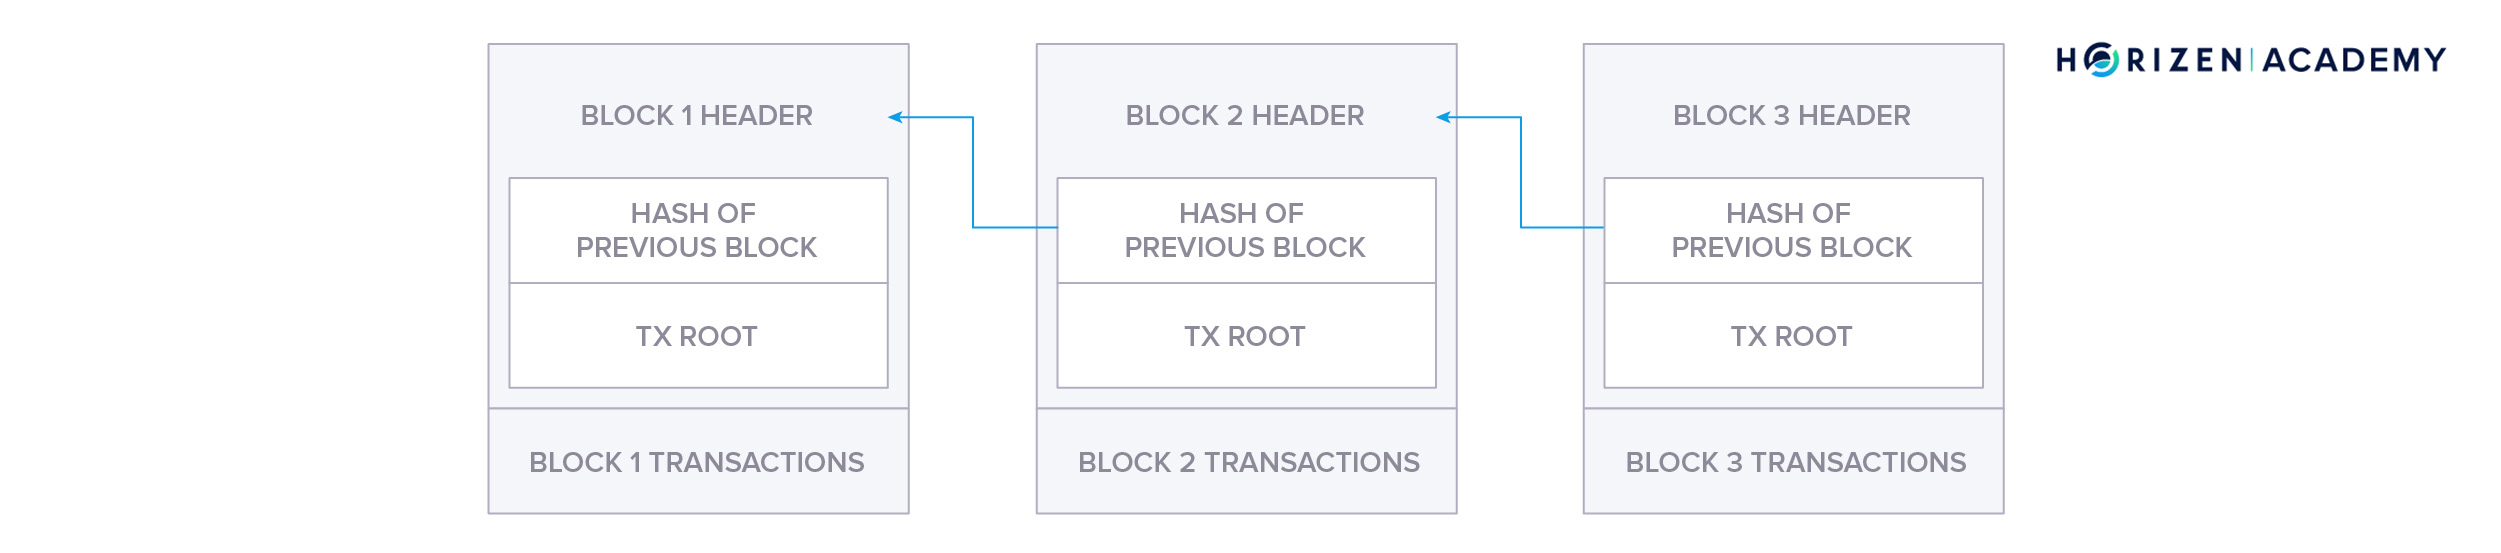 HORIZEN | ACADEMY
BLOCK 1 HEADER
HASH OF
PREVIOUS BLOCK
TX ROOT
BLOCK 1 TRANSACTIONS
BLOCK 2 HEADER
HASH OF
PREVIOUS BLOCK
TX ROOT
BLOCK 2 TRANSACTIONS
BLOCK 3 HEADER
HASH OF
PREVIOUS BLOCK
TX ROOT
BLOCK 3 TRANSACTIONS